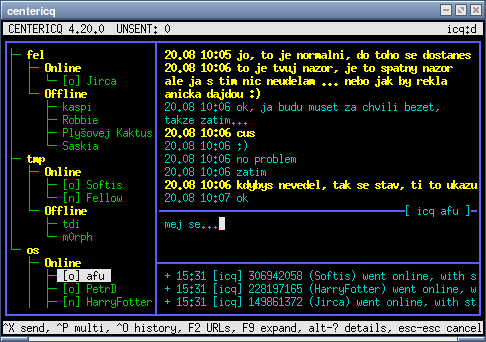 centericq
CENTERICQ 4.20.0  UNSENT: 0
icq:d
fel
Online
[o] Jirca
Offline
kaspi
Robbie
Plyšovej Kaktus
Saskia
tmp
Online
[o] Softis
[n] Fellow
Offline
tdi
m0rph
os
Online
[o] afu
[o] PetrD
[n] HarryFotter
20.08 10:05 jo, to je normalni, do toho se dostanes
20.08 10:06 to je tvuj nazor, je to spatny nazor
ale ja s tim nic neudelam ... nebo jak by rekla
anicka dajdou :)
20.08 10:06 ok, ja budu muset za chvili bezet,
takze zatim...
20.08 10:06 cus
20.08 10:06 ;)
20.08 10:06 no problem
20.08 10:06 zatim
20.08 10:06 kdybys nevedel, tak se stav, ti to ukazu
20.08 10:07 ok
[ icq afu ]
mej se...
+ 15:31 [icq] 306942058 (Softis) went online, with s
+ 15:31 [icq] 228197165 (HarryFotter) went online, w
+ 15:31 [icq] 149861372 (Jirca) went online, with st
^X send, ^P multi, ^O history, F2 URLs, F9 expand, alt-? details, esc-esc cancel